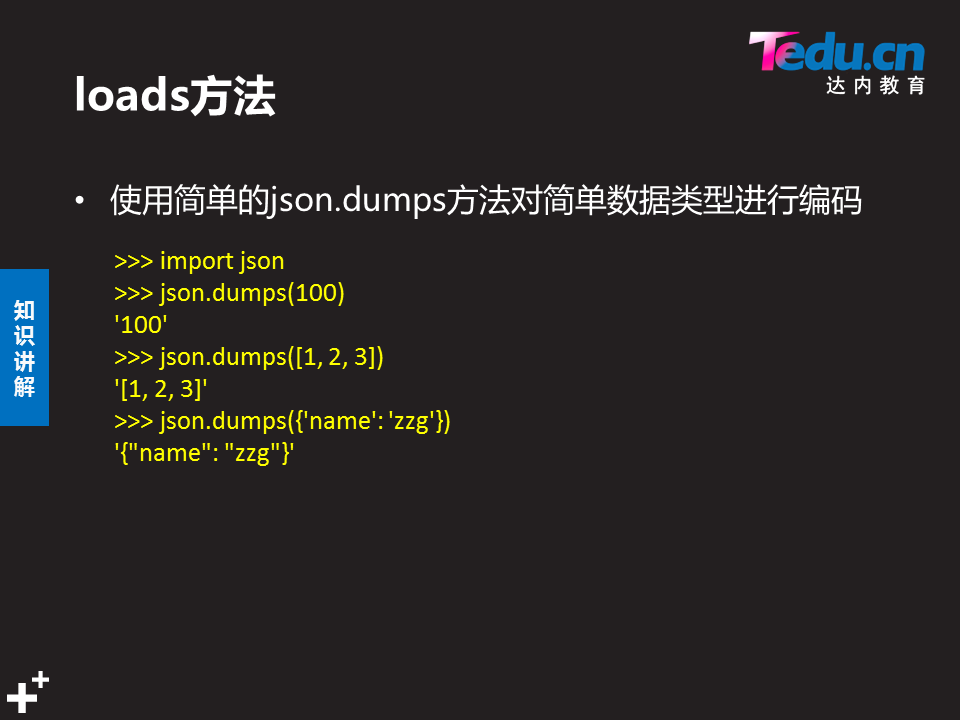 Tedu.cn
达内教育
loads方法
• 使用简单的json.dumps方法对简单数据类型进行编码
>>> import json
>>> json.dumps(100)
'100'
>>> json.dumps([1, 2, 3])
'[1, 2, 3]'
>>> json.dumps({'name': 'zzg'})
'{"name": "zzg"}'
知识讲解